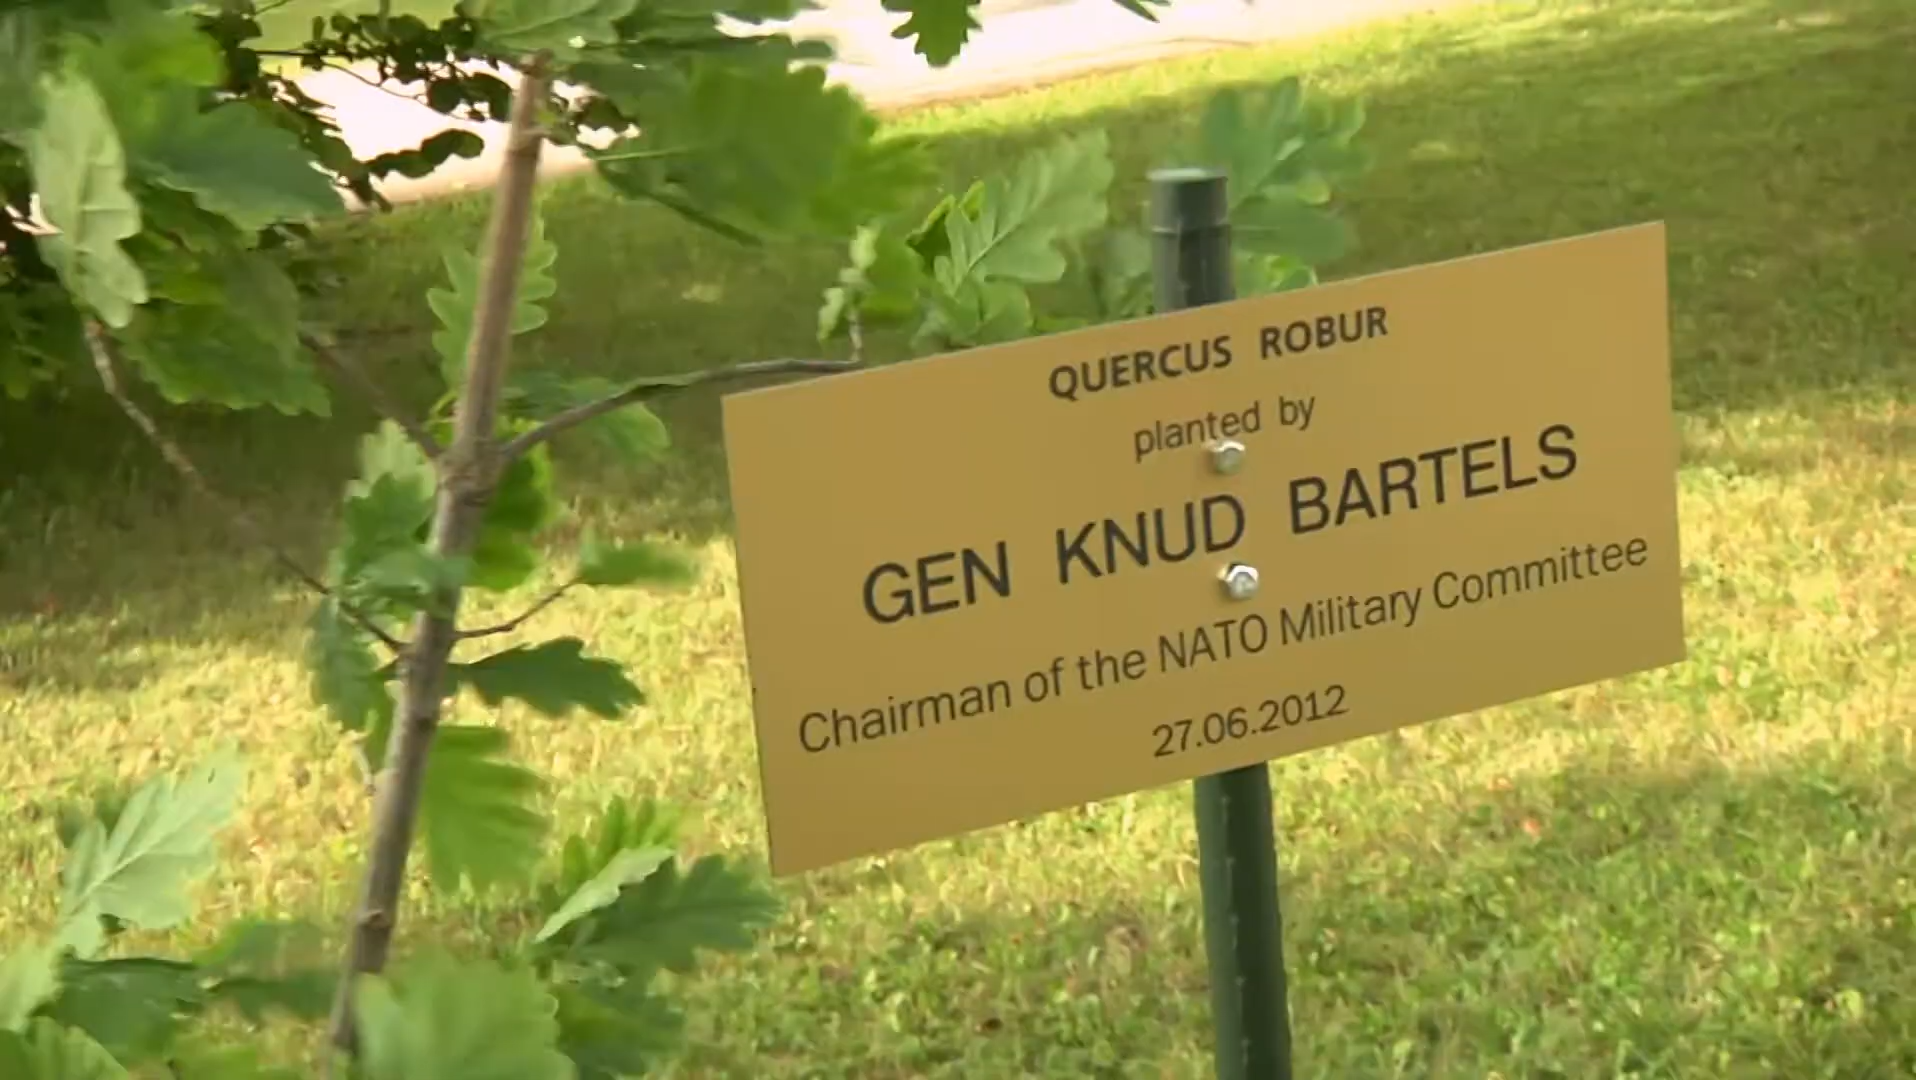 QUERCUS ROBUR
planted by
GEN KNUD BARTELS
Chairman of the NATO Military Committee
27.06.2012